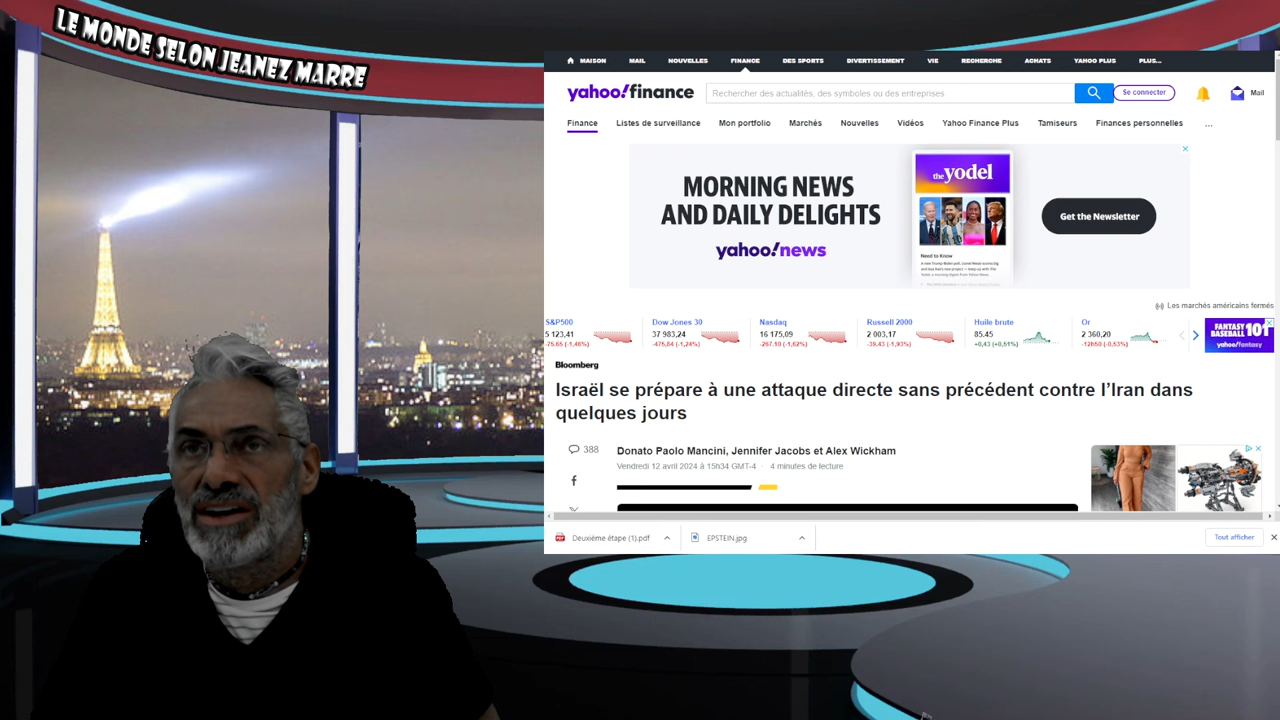 LE MONDE SELON JEANEZ MARRE
MAISON MAIL NOUVELLES FINANCE DES SPORTS DIVERTISSEMENT VIE RECHERCHE ACHATS YAHOO PLUS PLUS...
yahoo!finance
Rechercher des actualités, des symboles ou des entreprises
Se connecter
Mail
Finance Listes de surveillance Mon portfolio Marchés Nouvelles Vidéos Yahoo Finance Plus Tamiseurs Finances personnelles ...
MORNING NEWS
AND DAILY DELIGHTS
yahoo!news
the yodel
Need to Know
Get the Newsletter
Les marchés américains fermés
S&P500 Dow Jones 30 Nasdaq Russell 2000 Huile brute Or
5 123,41 37 983,24 16 175,09 2 003,17 85.45 2 360,20
-75,65 (-1,46%) -475,84 (-1,24%) -267,10 (-1,62%) -39,43 (-1,93%) +0,43 (+0,51%) -12h50 (-0,53%)
FANTASY
BASEBALL 101
yahoo!fantasy
Bloomberg
Israël se prépare à une attaque directe sans précédent contre l’Iran dans
quelques jours
388
Donato Paolo Mancini, Jennifer Jacobs et Alex Wickham
Vendredi 12 avril 2024 à 15h34 GMT-4 · 4 minutes de lecture
Deuxième étape (1).pdf
EPSTEIN.jpg
Tout afficher